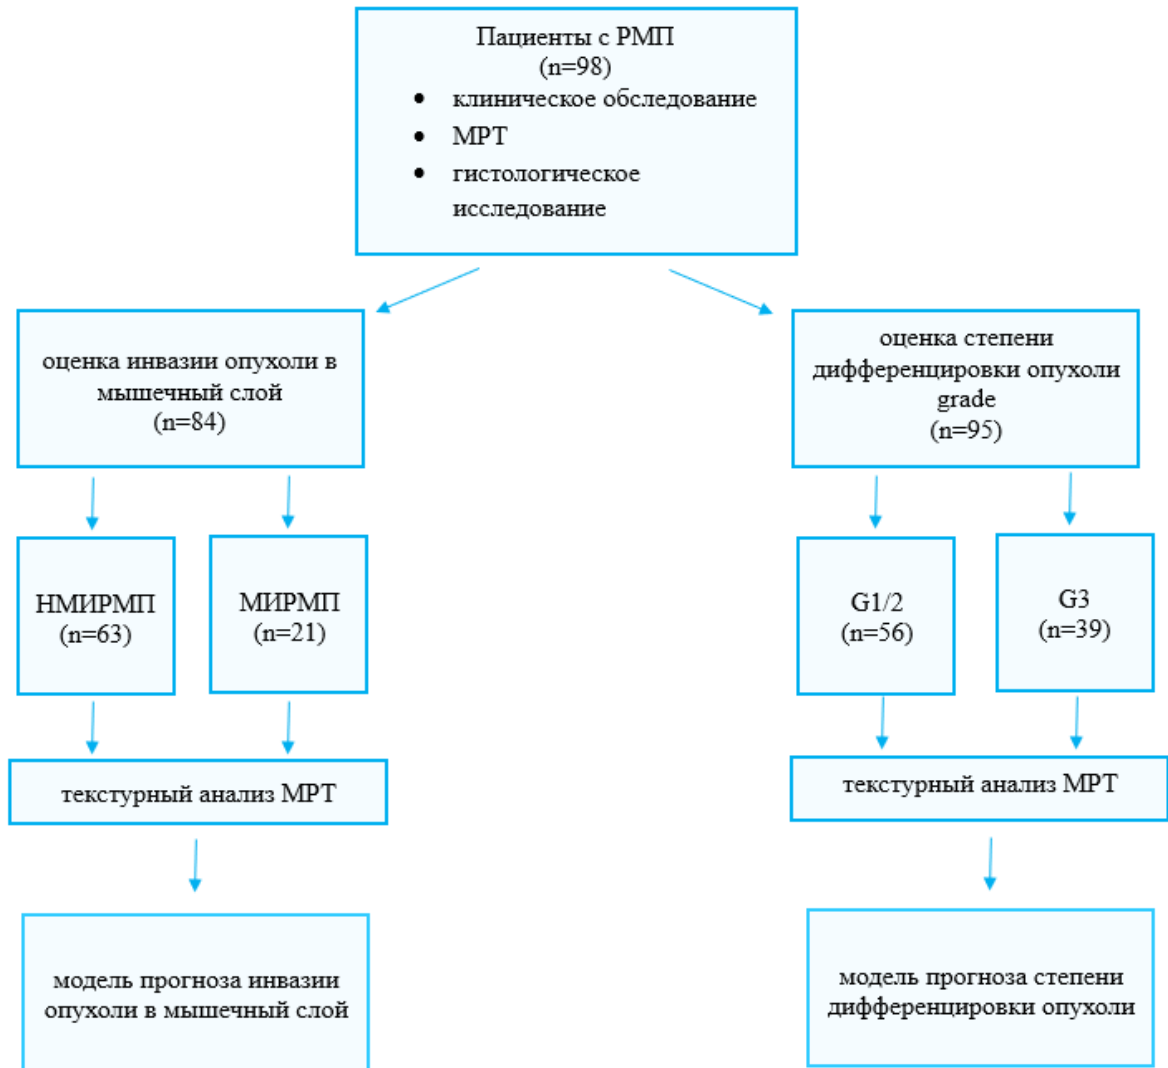 Пациенты с РМП
(n=98)
• клиническое обследование
• МРТ
• гистологическое
исследование
оценка инвазии опухоли в
мышечный слой
(n=84)
оценка степени
дифференцировки опухоли
grade
(n=95)
НМИРМП
(n=63)
МИРМП
(n=21)
G1/2
(n=56)
G3
(n=39)
текстурный анализ МРТ
текстурный анализ МРТ
модель прогноза инвазии
опухоли в мышечный слой
модель прогноза степени
дифференцировки опухоли